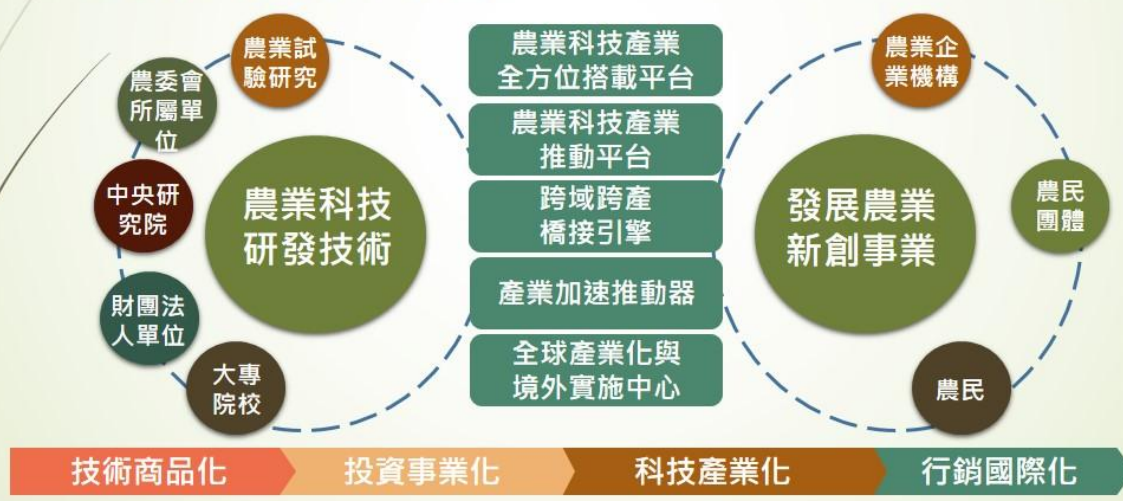 農業試
驗研究
農委會
所屬單
位
中央研
究院
財團法
人單位
大專
院校
農業科技
研發技術
農業科技產業
全方位搭載平台
農業科技產業
推動平台
跨域跨產
橋接引擎
產業加速推動器
全球產業化與
境外實施中心
發展農業
新創事業
農業企
業機構
農民
團體
農民
技術商品化
投資事業化
科技產業化
行銷國際化